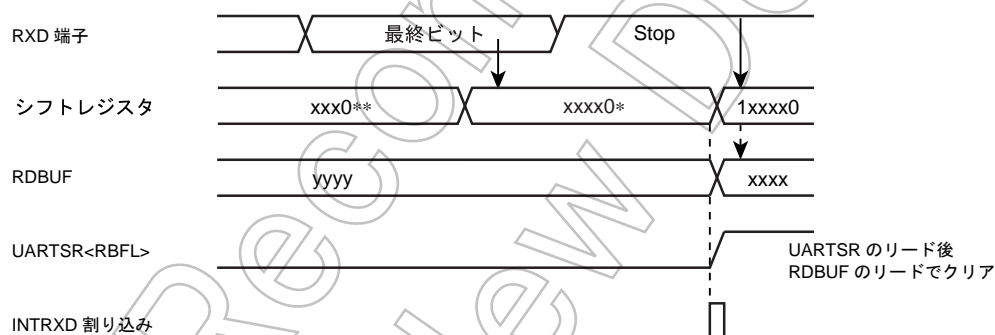 RXD 端子 最終ビット Stop
シフトレジスタ xxx0** xxxx0* 1xxxx0
RDBUF yyyy xxxx
UARTSR<RBFL> UARTSR のリード後
RDBUF のリードでクリア
INTRXD 割り込み